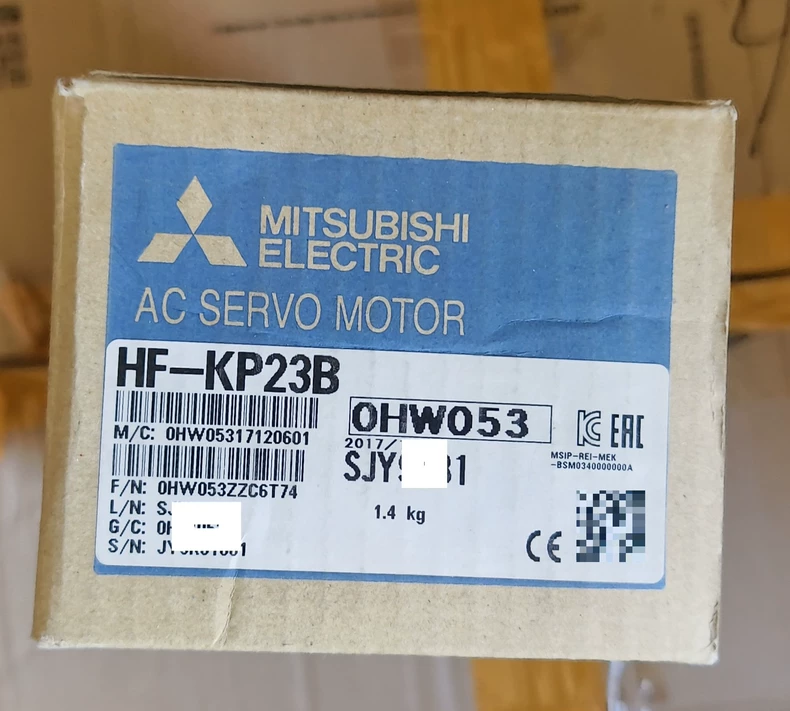 MITSUBISHI
ELECTRIC
AC SERVO MOTOR
HF-KP23B
M/C: 0HW05317120601
0HW053
2017/
F/N: 0HW053ZZC6T74
L/N:
G/C:
S/N:
1.4 kg
EAC
MSIP-REI-MEK
-BSM0340000000A
CE